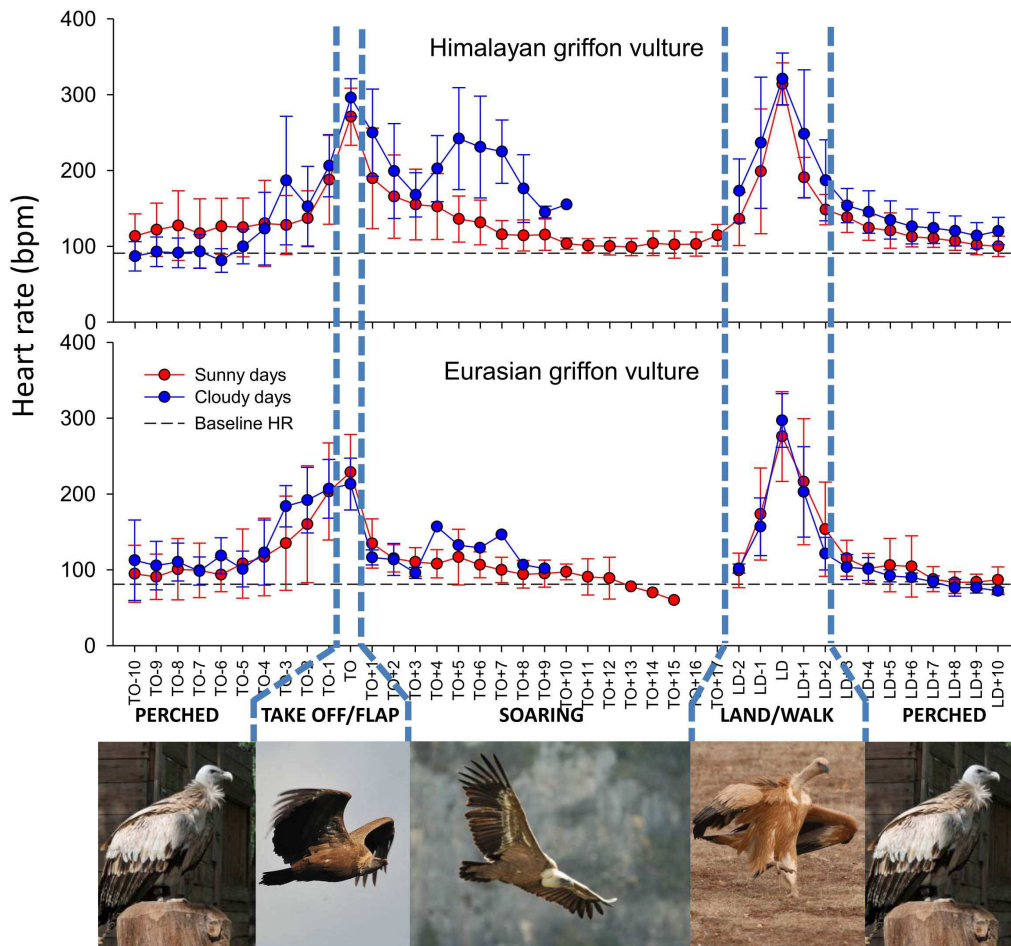 Heart rate (bpm)
400
300
200
100
0
Himalayan griffon vulture
400
300
200
100
0
Eurasian griffon vulture
Sunny days
Cloudy days
Baseline HR
TO-10
TO-9
TO-8
TO-7
TO-6
TO-5
TO-4
TO-3
TO-2
TO-1
TO
TO+1
TO+2
TO+3
TO+4
TO+5
TO+6
TO+7
TO+8
TO+9
TO+10
TO+11
TO+12
TO+13
TO+14
TO+15
TO+16
TO+17
LD-2
LD-1
LD
LD+1
LD+2
LD+3
LD+4
LD+5
LD+6
LD+7
LD+8
LD+9
LD+10
PERCHED
TAKE OFF/FLAP
SOARING
LAND/WALK
PERCHED